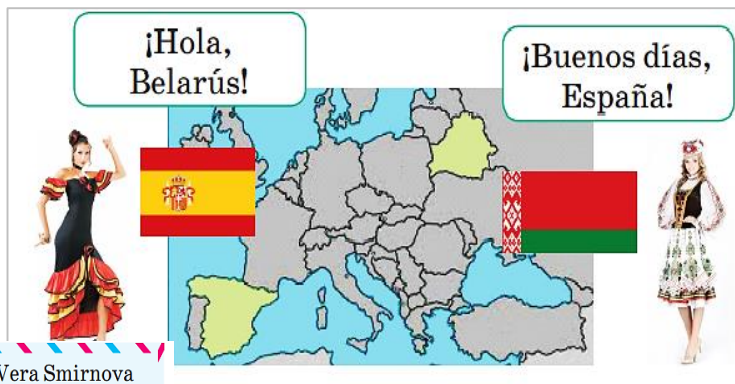 ¡Hola,
Belarús!
¡Buenos días,
España!
Vera Smirnova